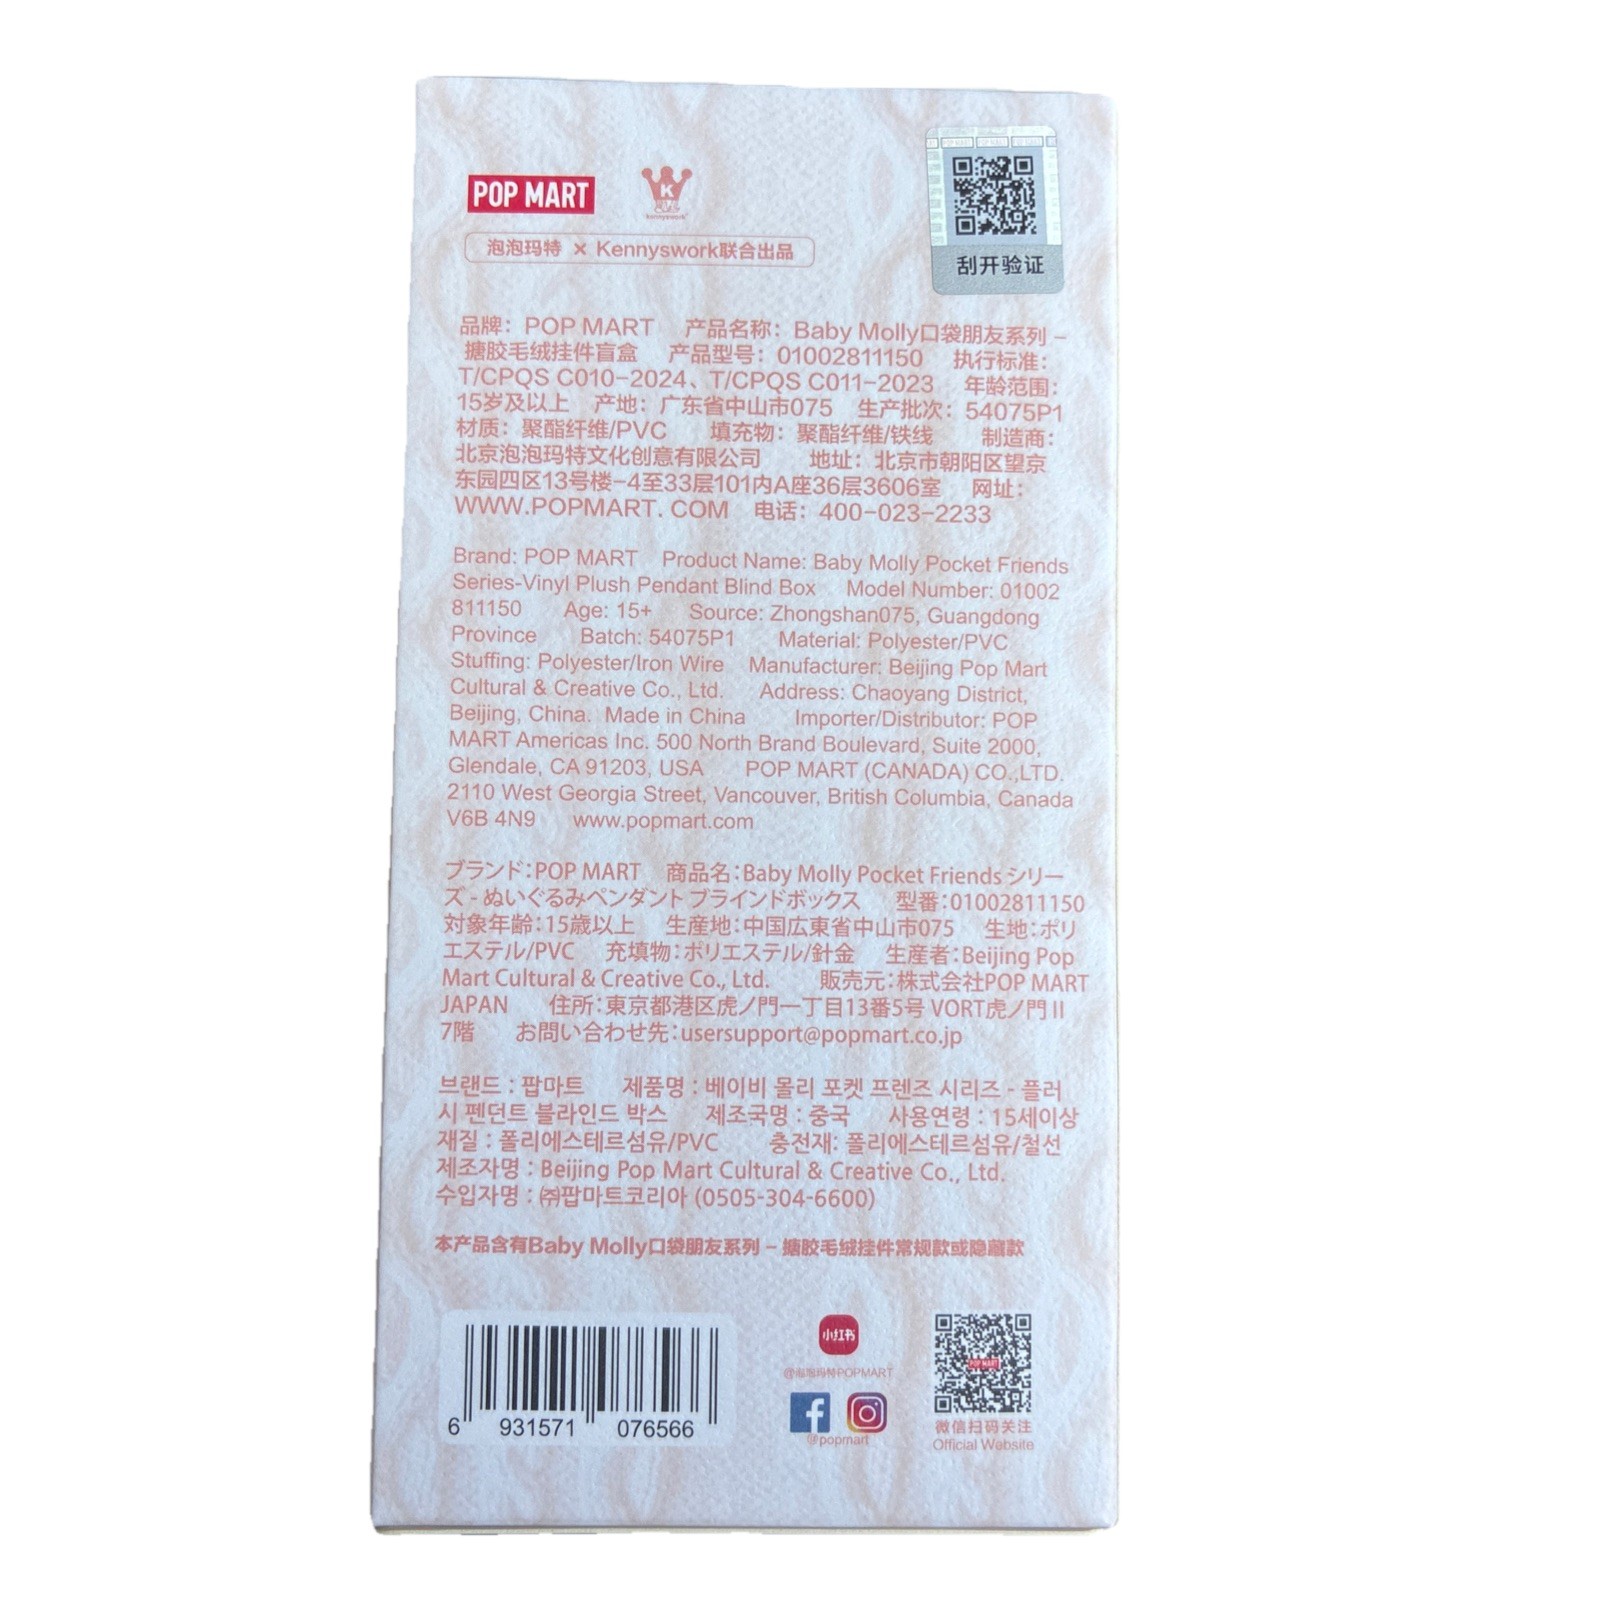 POP MART
K
kennyswork
泡泡玛特 × Kennyswork联合出品
POP MART POP MART POP MART
刮开验证
品牌：POP MART 产品名称：Baby Molly口袋朋友系列－
搪胶毛绒挂件盲盒 产品型号：01002811150 执行标准：
T/CPQS C010-2024、T/CPQS C011-2023 年龄范围：
15岁及以上 产地：广东省中山市075 生产批次：54075P1
材质：聚酯纤维/PVC 填充物：聚酯纤维/铁线 制造商：
北京泡泡玛特文化创意有限公司 地址：北京市朝阳区望京
东园四区13号楼-4至33层101内A座36层3606室 网址：
WWW.POPMART. COM 电话：400-023-2233
Brand: POP MART Product Name: Baby Molly Pocket Friends
Series-Vinyl Plush Pendant Blind Box Model Number: 01002
811150 Age: 15+ Source: Zhongshan075, Guangdong
Province Batch: 54075P1 Material: Polyester/PVC
Stuffing: Polyester/Iron Wire Manufacturer: Beijing Pop Mart
Cultural & Creative Co., Ltd. Address: Chaoyang District,
Beijing, China. Made in China Importer/Distributor: POP
MART Americas Inc. 500 North Brand Boulevard, Suite 2000,
Glendale, CA 91203, USA POP MART (CANADA) CO.,LTD.
2110 West Georgia Street, Vancouver, British Columbia, Canada
V6B 4N9 www.popmart.com
ブランド：POP MART 商品名：Baby Molly Pocket Friends シリー
ズ - ぬいぐるみペンダント ブラインドボックス 型番：01002811150
対象年齢：15歳以上 生産地：中国広東省中山市075 生地：ポリ
エステル/PVC 充填物：ポリエステル/針金 生産者：Beijing Pop
Mart Cultural & Creative Co., Ltd. 販売元：株式会社POP MART
JAPAN 住所：東京都港区虎ノ門一丁目13番5号 VORT虎ノ門 II
7階 お問い合わせ先：usersupport@popmart.co.jp
브랜드 : 팝마트 제품명 : 베이비 몰리 포켓 프렌즈 시리즈 - 플러
시 펜던트 블라인드 박스 제조국명 : 중국 사용연령 : 15세이상
재질 : 폴리에스테르섬유/PVC 충전재: 폴리에스테르섬유/철선
제조자명 : Beijing Pop Mart Cultural & Creative Co., Ltd.
수입자명 : ㈜팝마트코리아 (0505-304-6600)
本产品含有Baby Molly口袋朋友系列－搪胶毛绒挂件常规款或隐藏款
6 931571 076566
小红书
@泡泡玛特POPMART
@popmart
POP MART
微信扫码关注
Official Website